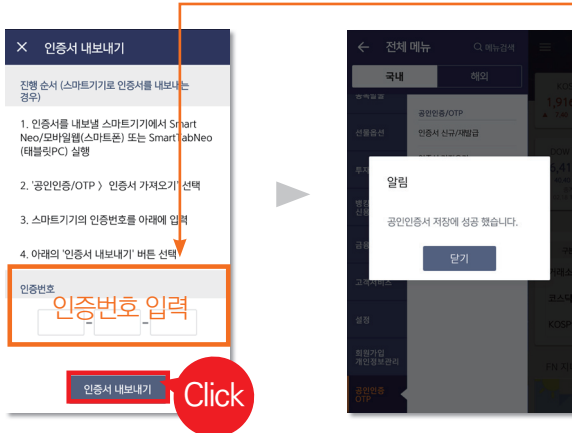 인증서 내보내기
진행 순서 (스마트기기로 인증서를 내보내는
경우)
1. 인증서를 내보낼 스마트기기에서 Smart
Neo/모바일웹(스마트폰) 또는 SmartTabNeo
(태블릿PC) 실행
2. '공인인증/OTP > 인증서 가져오기' 선택
3. 스마트기기의 인증번호를 아래에 입력
4. 아래의 '인증서 내보내기' 버튼 선택
인증번호
인증번호 입력
인증서 내보내기
Click
전체 메뉴
메뉴검색
국내
해외
공인인증/OTP
선물옵션
인증서 신규/재발급
알림
공인인증서 저장에 성공 했습니다.
닫기
고객서비스
설정
회원가입
개인정보관리
공인인증
OTP